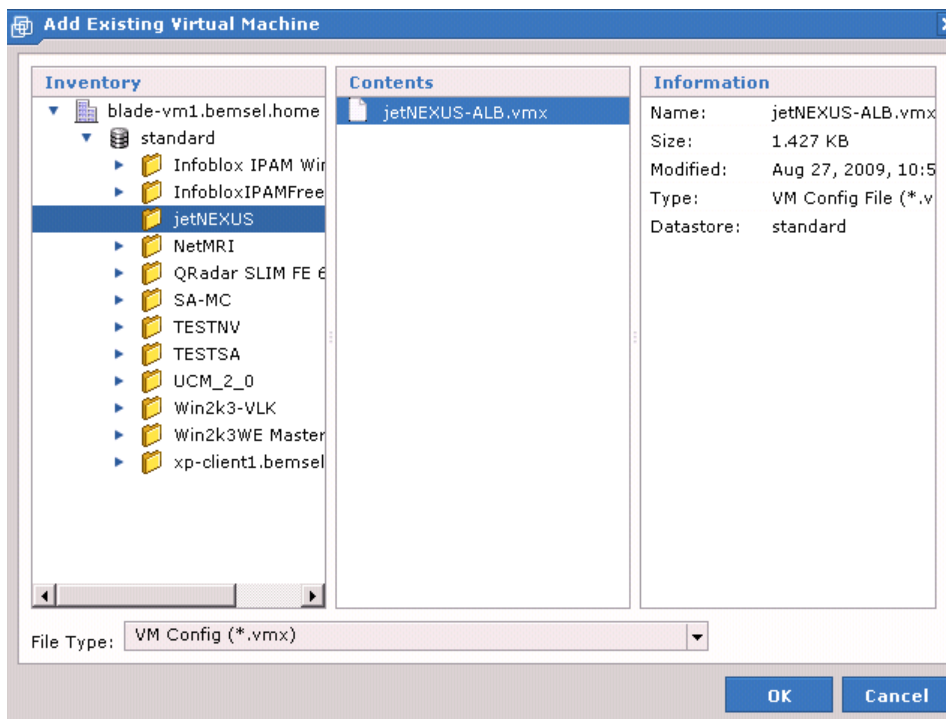 Add Existing Virtual Machine
Inventory
blade-vm1.bemsel.home
standard
Infoblox IPAM Wir
InfobloxIPAMFree
jetNEXUS
NetMRI
QRadar SLIM FE 6
SA-MC
TESTNV
TESTSA
UCM_2_0
Win2k3-VLK
Win2k3WE Master
xp-client1.bemsel
Contents
jetNEXUS-ALB.vmx
Information
Name: jetNEXUS-ALB.vmx
Size: 1.427 KB
Modified: Aug 27, 2009, 10:5
Type: VM Config File (*.v
Datastore: standard
File Type: VM Config (*.vmx)
OK Cancel